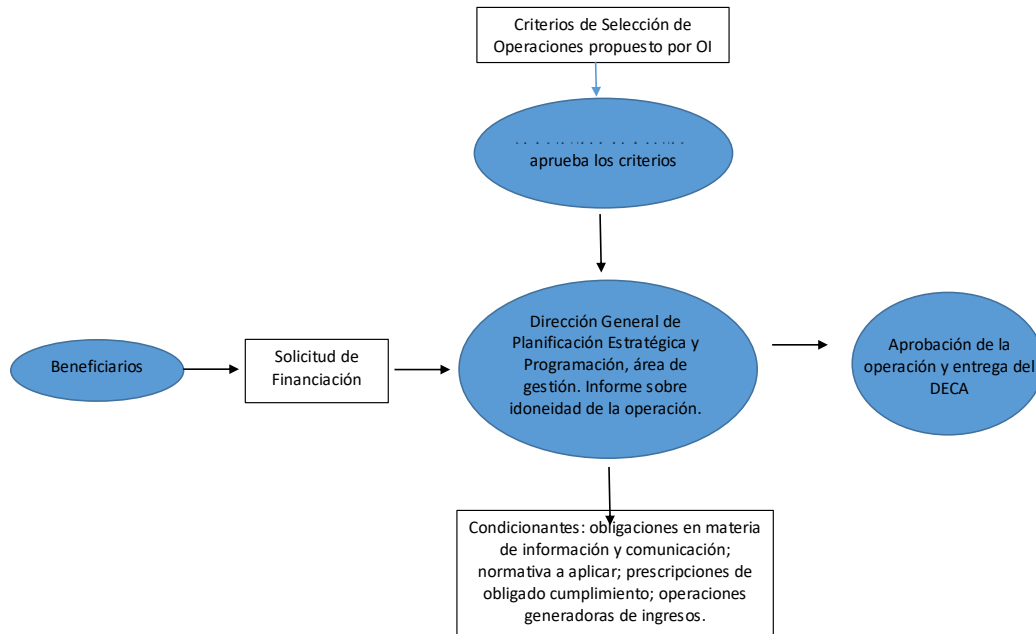 Criterios de Selección de
Operaciones propuesto por OI
aprueba los criterios
Beneficiarios
Solicitud de
Financiación
Dirección General de
Planificación Estratégica y
Programación, área de
gestión. Informe sobre
idoneidad de la operación.
Aprobación de la
operación y entrega del
DECA
Condicionantes: obligaciones en materia
de información y comunicación;
normativa a aplicar; prescripciones de
obligado cumplimiento; operaciones
generadoras de ingresos.